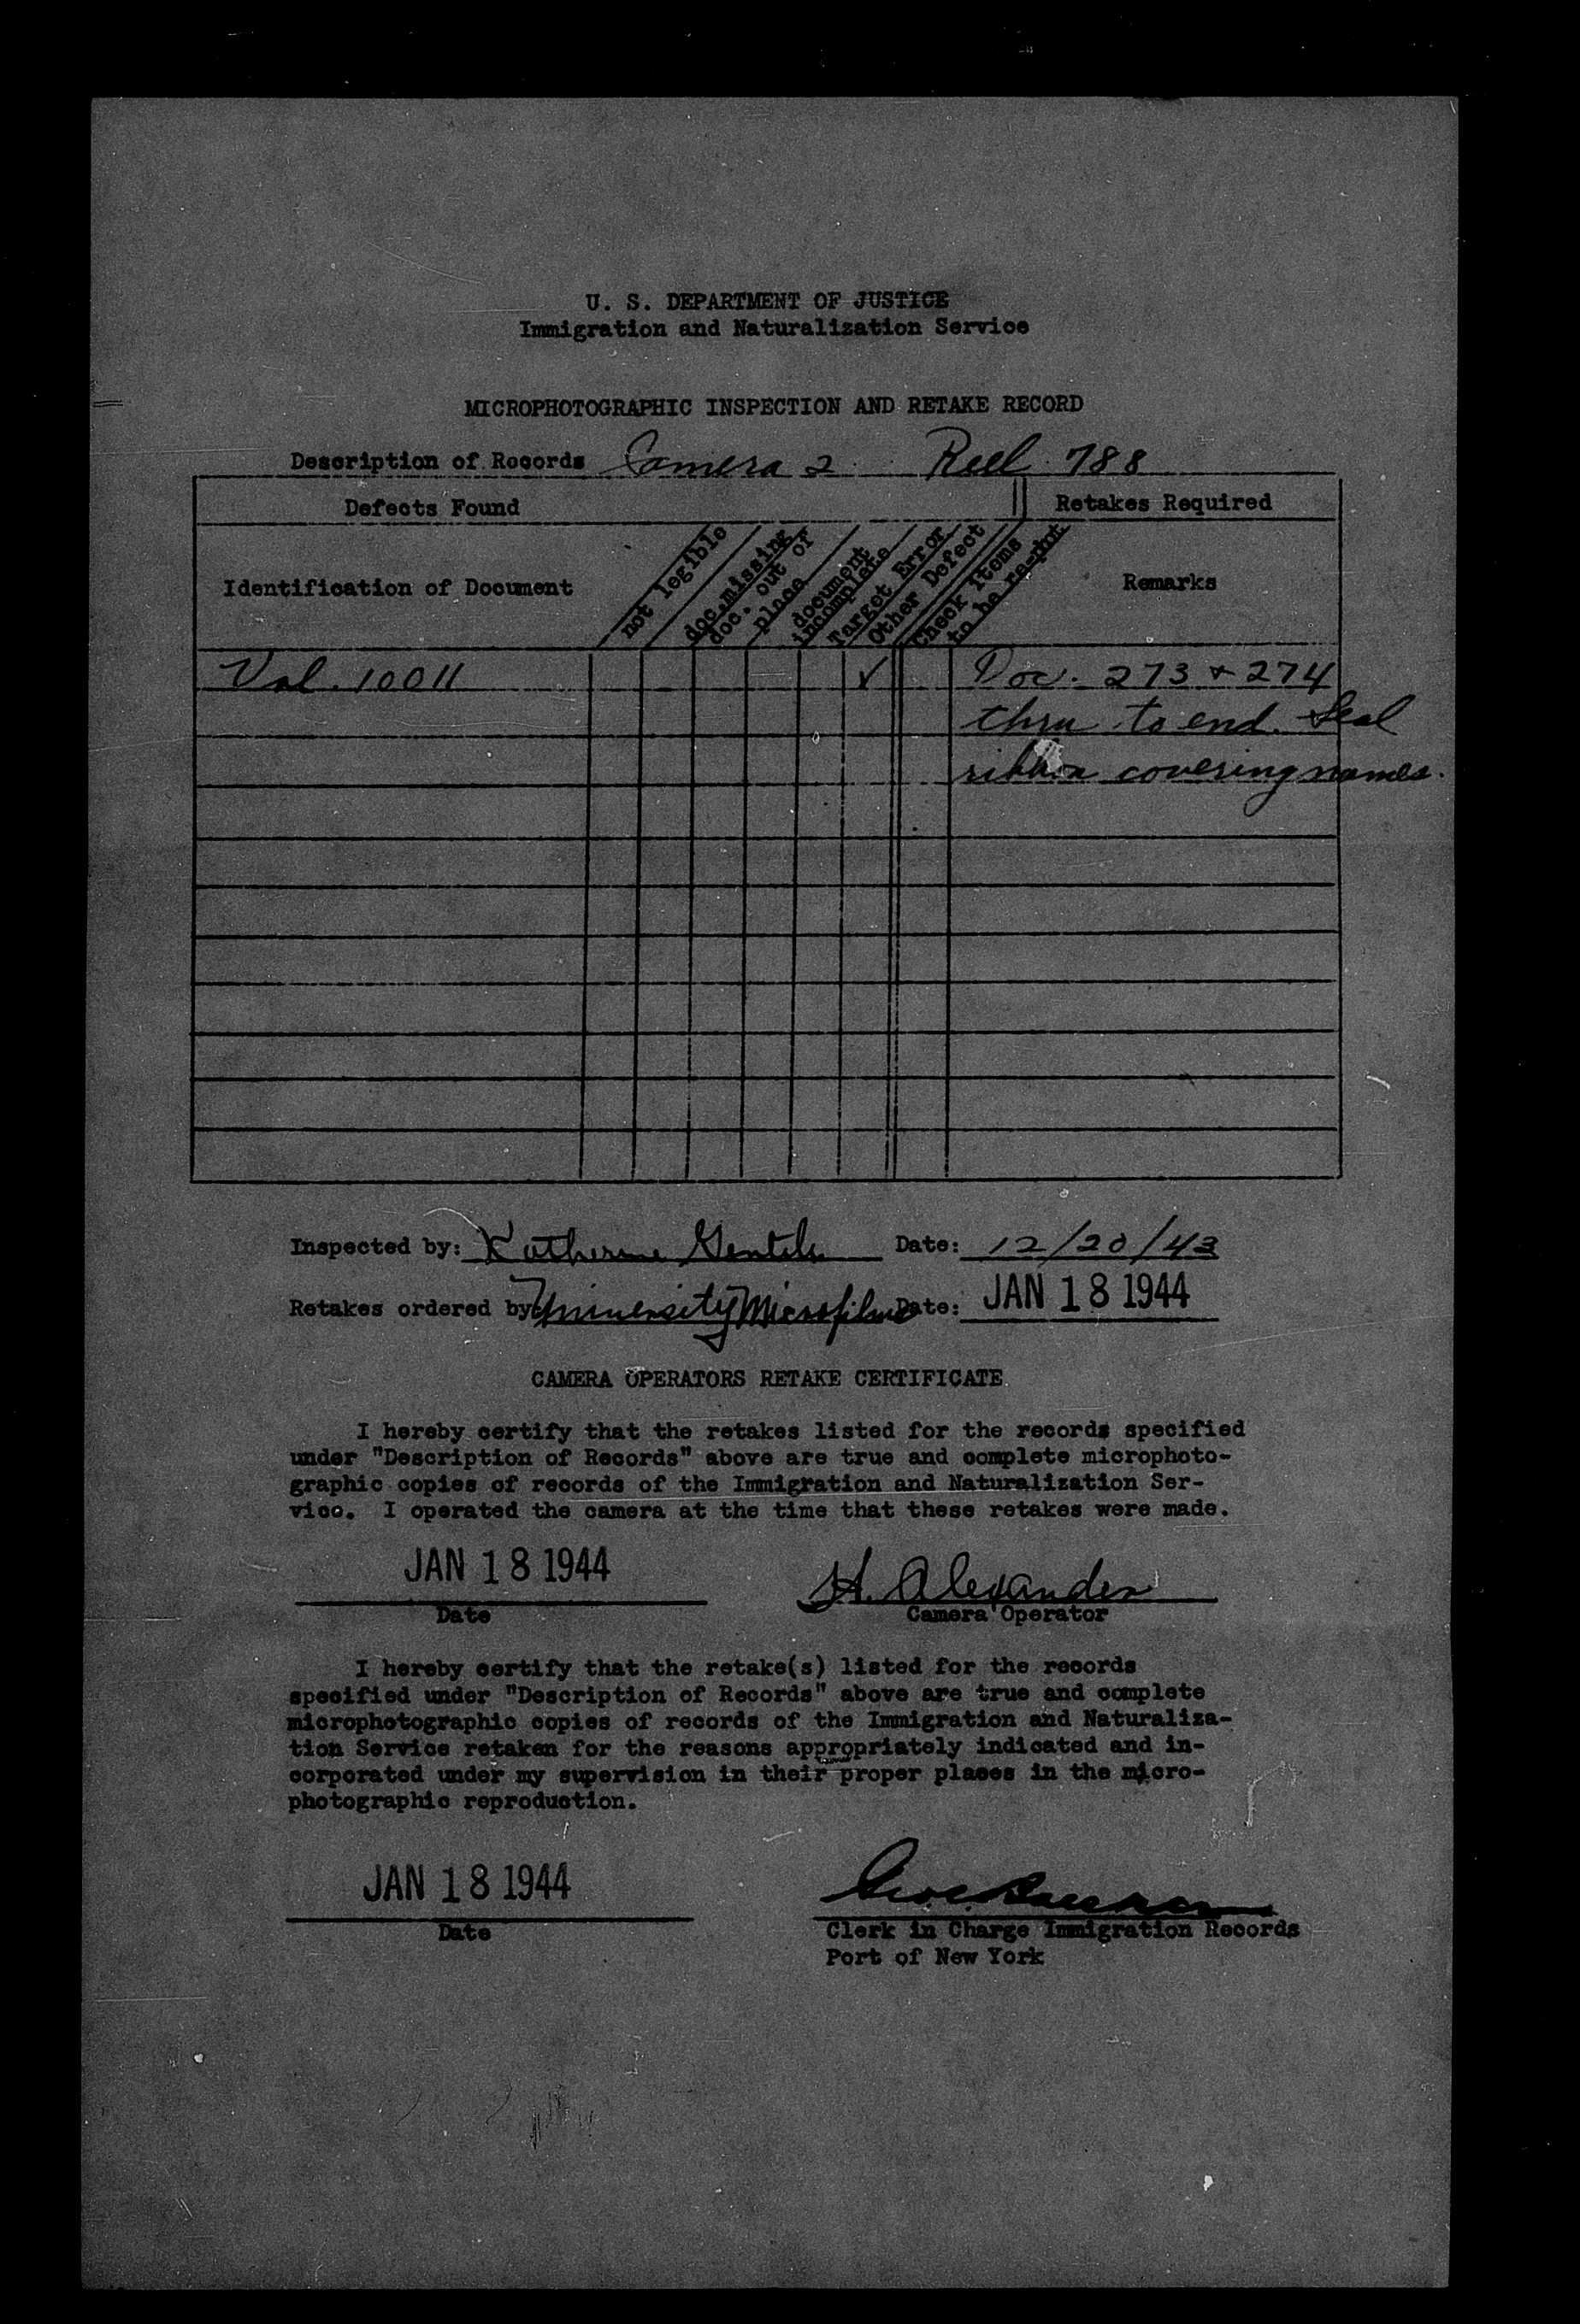 U. S. DEPARTMENT OF JUSTICE
Immigration and Naturalization Service
MICROPHOTOGRAPHIC INSPECTION AND RETAKE RECORD
Description of Records Camera 2 Reel 788
Defects Found Retakes Required
Identification of Document
not legible
doc. missing
doc. out of place
document incomplete
Target Error
Other Defect
Check items to be re-phot
Remarks
Vol. 10011 ✓ Doc. 273 + 274
thru to end. Seal
ribbon covering names.
Inspected by: Katherine Gentile Date: 12/20/43
Retakes ordered by University Microfilms Date: JAN 18 1944
CAMERA OPERATORS RETAKE CERTIFICATE
I hereby certify that the retakes listed for the records specified
under "Description of Records" above are true and complete microphoto-
graphic copies of records of the Immigration and Naturalization Ser-
vice. I operated the camera at the time that these retakes were made.
JAN 18 1944 H. Alexander
Date Camera Operator
I hereby certify that the retake(s) listed for the records
specified under "Description of Records" above are true and complete
microphotographic copies of records of the Immigration and Naturaliza-
tion Service retaken for the reasons appropriately indicated and in-
corporated under my supervision in their proper places in the micro-
photographic reproduction.
JAN 18 1944
Date Clerk in Charge Immigration Records
Port of New York